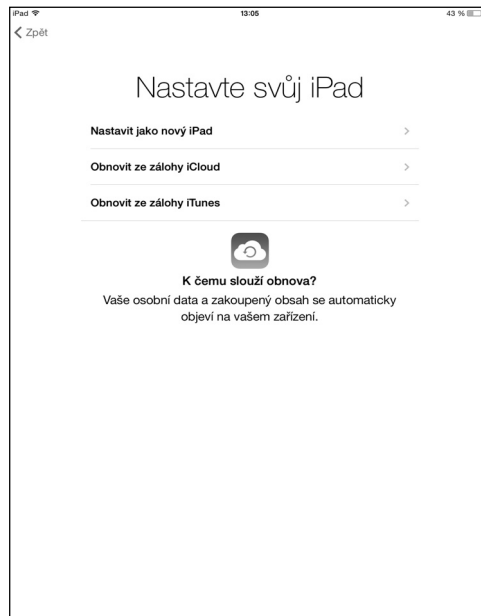 iPad 13:05 43 %
Zpět
Nastavte svůj iPad
Nastavit jako nový iPad
Obnovit ze zálohy iCloud
Obnovit ze zálohy iTunes
K čemu slouží obnova?
Vaše osobní data a zakoupený obsah se automaticky
objeví na vašem zařízení.